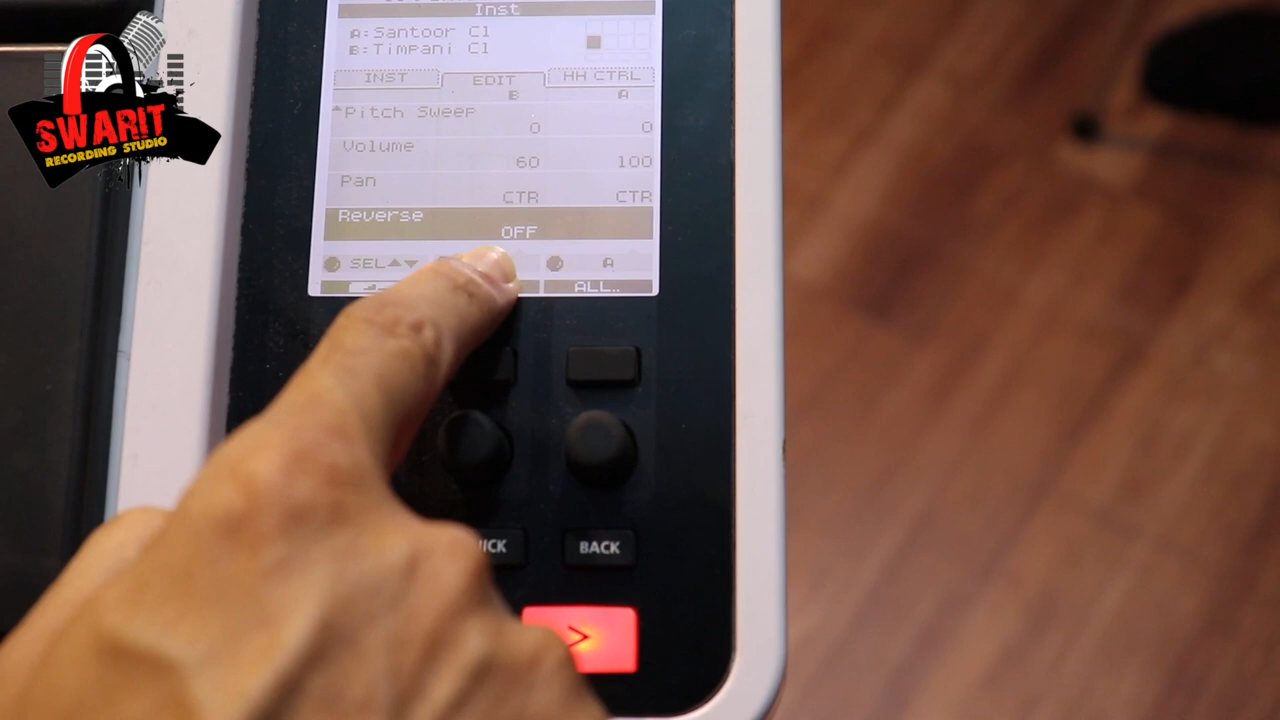 SWARIT
RECORDING STUDIO
Inst
A:Santoor C1
B:Timpani C1
INST EDIT HH CTRL
B A
Pitch Sweep
0 0
Volume
60 100
Pan
CTR CTR
Reverse
OFF
SEL▲▼ A
ALL..
BACK
>